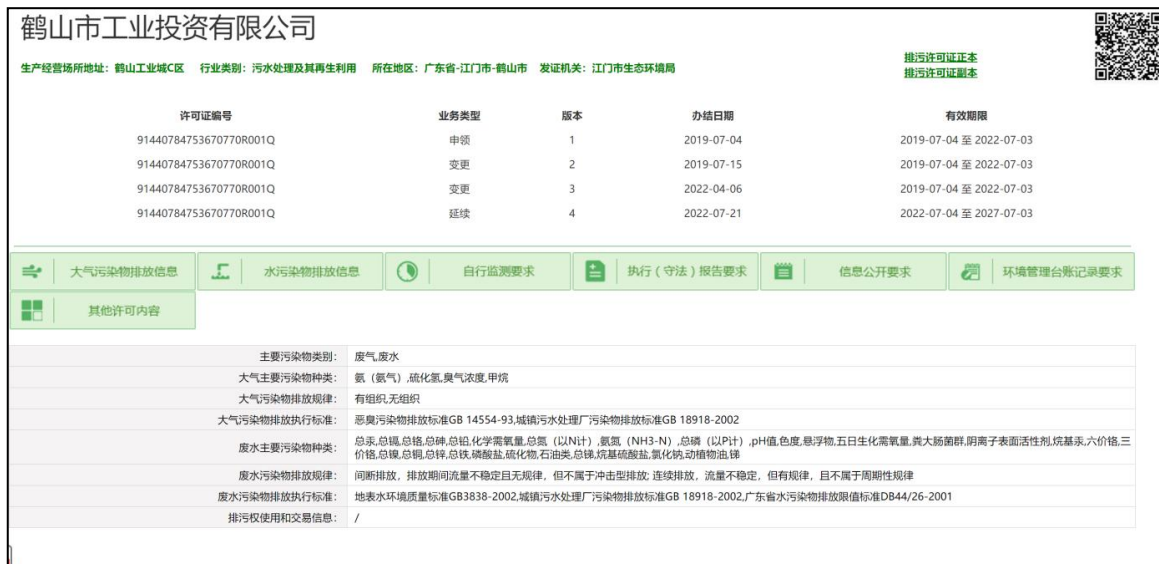 鹤山市工业投资有限公司
生产经营场所地址：鹤山工业城C区 行业类别：污水处理及其再生利用 所在地区：广东省-江门市-鹤山市 发证机关：江门市生态环境局
排污许可证正本
排污许可证副本
许可证编号 业务类型 版本 办结日期 有效期限
91440784753670770R001Q 申领 1 2019-07-04 2019-07-04 至 2022-07-03
91440784753670770R001Q 变更 2 2019-07-15 2019-07-04 至 2022-07-03
91440784753670770R001Q 变更 3 2022-04-06 2019-07-04 至 2022-07-03
91440784753670770R001Q 延续 4 2022-07-21 2022-07-04 至 2027-07-03
大气污染物排放信息 水污染物排放信息 自行监测要求 执行（守法）报告要求 信息公开要求 环境管理台账记录要求
其他许可内容
主要污染物类别： 废气,废水
大气主要污染物种类： 氨（氨气）,硫化氢,臭气浓度,甲烷
大气污染物排放规律： 有组织,无组织
大气污染物排放执行标准： 恶臭污染物排放标准GB 14554-93,城镇污水处理厂污染物排放标准GB 18918-2002
废水主要污染物种类： 总汞,总镉,总铬,总砷,总铅,化学需氧量,总氮（以N计）,氨氮（NH3-N）,总磷（以P计）,pH值,色度,悬浮物,五日生化需氧量,粪大肠菌群,阴离子表面活性剂,烷基汞,六价铬,三
价铬,总镍,总铜,总锌,总铁,磷酸盐,硫化物,石油类,总锑,烷基硫酸盐,氯化钠,动植物油,锑
废水污染物排放规律： 间断排放，排放期间流量不稳定且无规律，但不属于冲击型排放; 连续排放，流量不稳定，但有规律，且不属于周期性规律
废水污染物排放执行标准： 地表水环境质量标准GB3838-2002,城镇污水处理厂污染物排放标准GB 18918-2002,广东省水污染物排放限值标准DB44/26-2001
排污权使用和交易信息： /